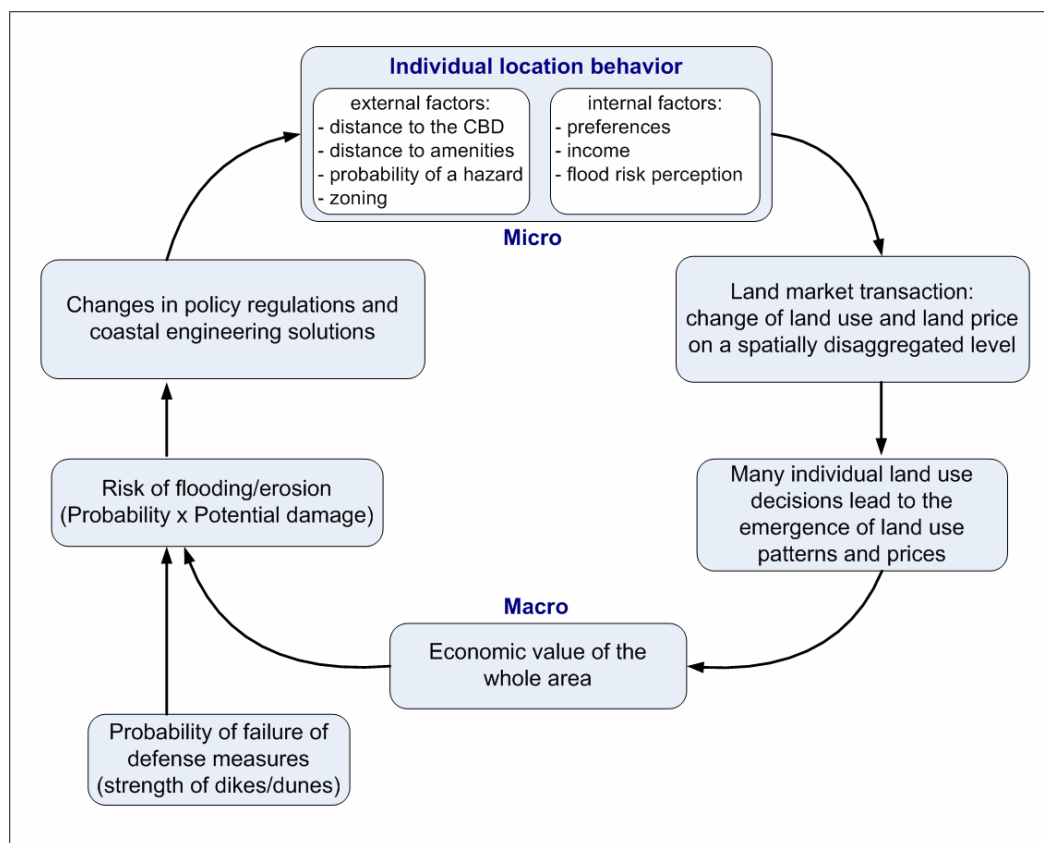 Individual location behavior
external factors:
- distance to the CBD
- distance to amenities
- probability of a hazard
- zoning
internal factors:
- preferences
- income
- flood risk perception
Micro
Changes in policy regulations and
coastal engineering solutions
Land market transaction:
change of land use and land price
on a spatially disaggregated level
Risk of flooding/erosion
(Probability x Potential damage)
Many individual land use
decisions lead to the
emergence of land use
patterns and prices
Macro
Economic value of the
whole area
Probability of failure of
defense measures
(strength of dikes/dunes)